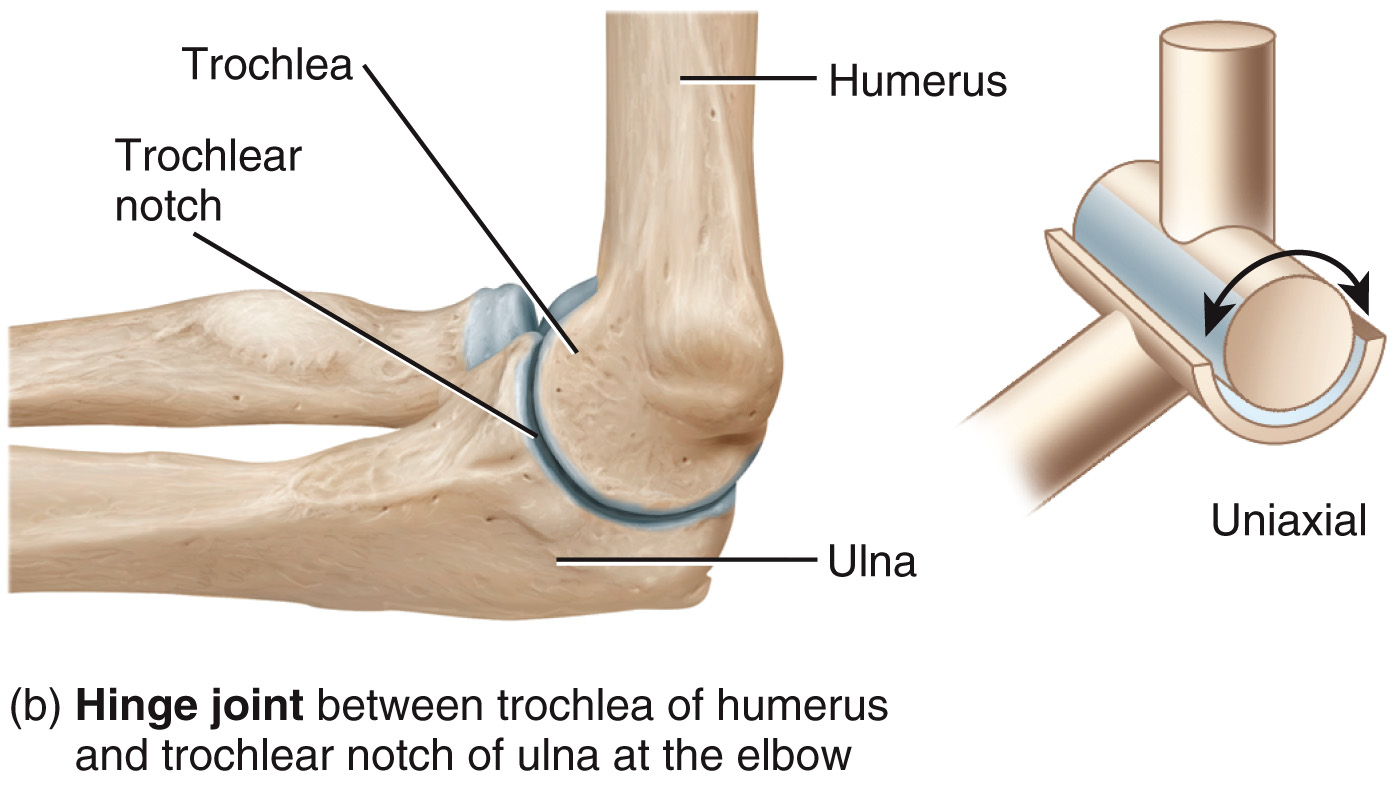 Trochlea
Humerus
Trochlear
notch
Uniaxial
Ulna
(b) Hinge joint between trochlea of humerus
and trochlear notch of ulna at the elbow